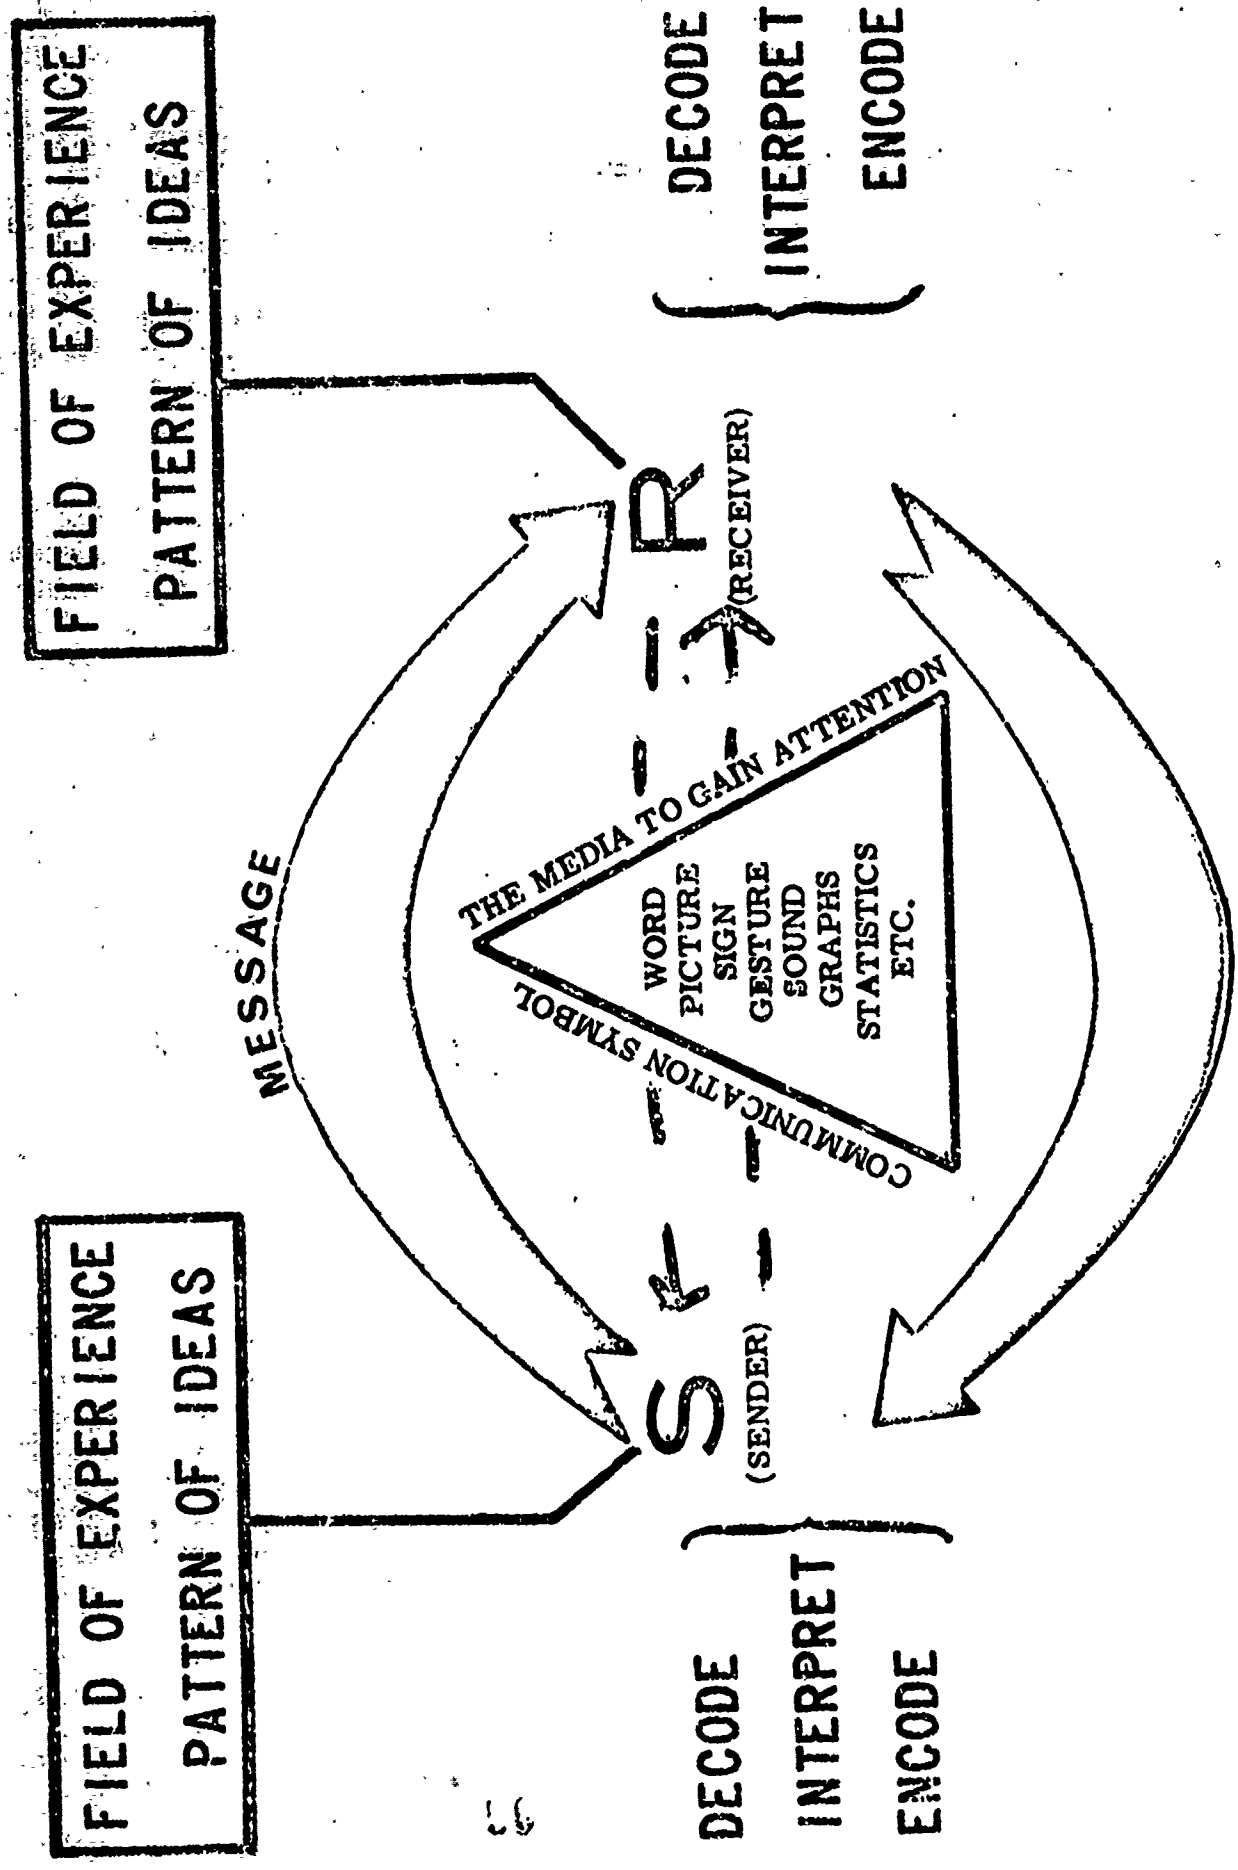 FIELD OF EXPERIENCE
PATTERN OF IDEAS
FIELD OF EXPERIENCE
PATTERN OF IDEAS
MESSAGE
S
(SENDER)
R
(RECEIVER)
DECODE
INTERPRET
ENCODE
COMMUNICATION SYMBOL
THE MEDIA TO GAIN ATTENTION
WORD
PICTURE
SIGN
GESTURE
SOUND
GRAPHS
STATISTICS
ETC.
DECODE
INTERPRET
ENCODE